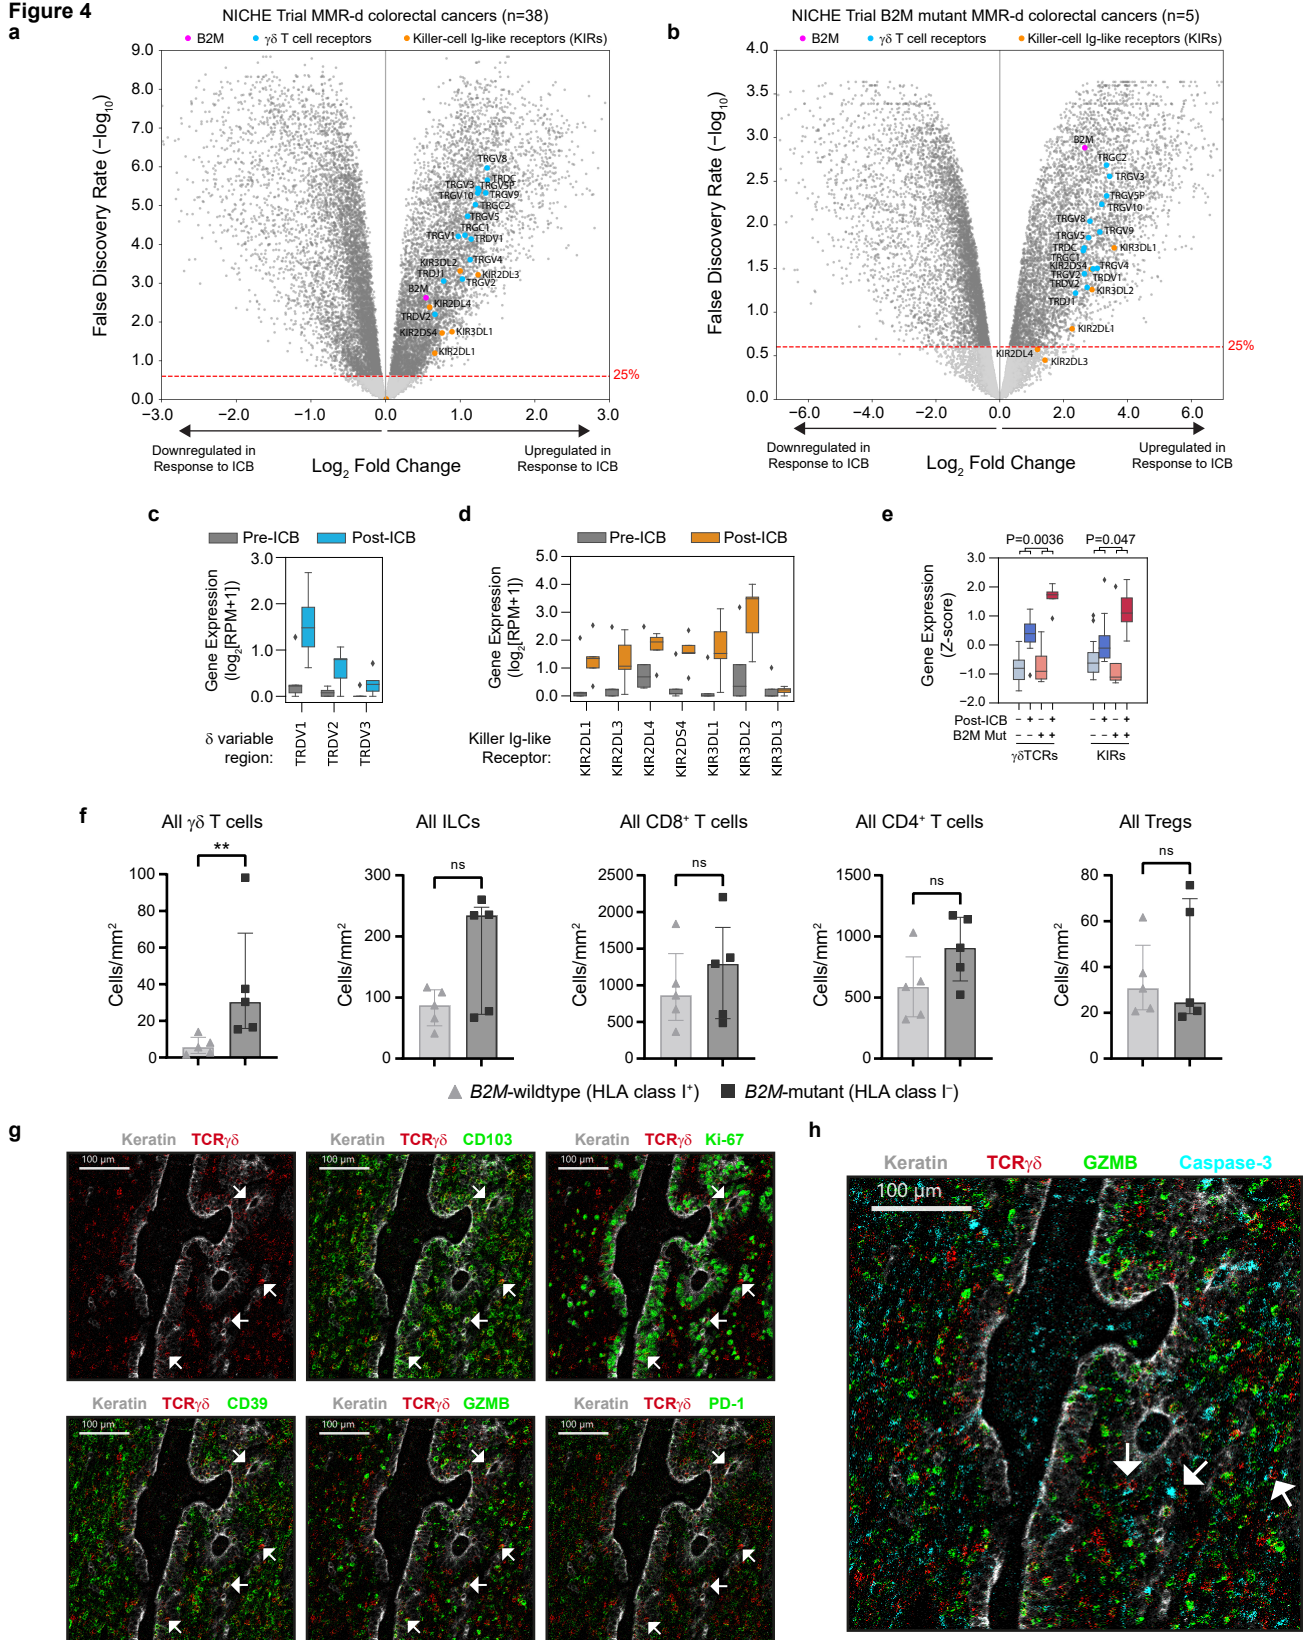 Figure 4
a
NICHE Trial MMR-d colorectal cancers (n=38)
B2M γδ T cell receptors Killer-cell Ig-like receptors (KIRs)
False Discovery Rate (−log10)
9.0
8.0
7.0
6.0
5.0
4.0
3.0
2.0
1.0
0.0
TRGV8
TRDC
TRGV3
TRGV5P
TRGV10
TRGV9
TRGC2
TRGV5
TRGC1
TRGV1
TRDV1
TRGV4
KIR3DL2
TRDJ1
KIR2DL3
TRGV2
B2M
KIR2DL4
TRDV2
KIR2DS4
KIR3DL1
KIR2DL1
25%
−3.0 −2.0 −1.0 0.0 1.0 2.0 3.0
Downregulated in Response to ICB
Log2 Fold Change
Upregulated in Response to ICB
b
NICHE Trial B2M mutant MMR-d colorectal cancers (n=5)
B2M γδ T cell receptors Killer-cell Ig-like receptors (KIRs)
False Discovery Rate (−log10)
4.0
3.5
3.0
2.5
2.0
1.5
1.0
0.5
0.0
B2M
TRGC2
TRGV3
TRGV5P
TRGV10
TRGV8
TRGV9
TRGV5
TRDC
KIR3DL1
TRGC1
KIR2DS4
TRGV4
TRGV2
TRDV1
TRDV2
KIR3DL2
TRDJ1
KIR2DL1
KIR2DL4
KIR2DL3
25%
−6.0 −4.0 −2.0 0.0 2.0 4.0 6.0
Downregulated in Response to ICB
Log2 Fold Change
Upregulated in Response to ICB
c
Pre-ICB Post-ICB
Gene Expression (log2[RPM+1])
3.0
2.0
1.0
0.0
δ variable region:
TRDV1 TRDV2 TRDV3
d
Pre-ICB Post-ICB
Gene Expression (log2[RPM+1])
5.0
4.0
3.0
2.0
1.0
0.0
Killer Ig-like Receptor:
KIR2DL1 KIR2DL3 KIR2DL4 KIR2DS4 KIR3DL1 KIR3DL2 KIR3DL3
e
P=0.0036 P=0.047
Gene Expression (Z-score)
3.0
2.0
1.0
0.0
−1.0
−2.0
Post-ICB − + − + − + − +
B2M Mut − − + + − − + +
γδTCRs KIRs
f
All γδ T cells
**
Cells/mm2
100
80
60
40
20
0
All ILCs
ns
Cells/mm2
300
200
100
0
All CD8+ T cells
ns
Cells/mm2
2500
2000
1500
1000
500
0
All CD4+ T cells
ns
Cells/mm2
1500
1000
500
0
All Tregs
ns
Cells/mm2
80
60
40
20
0
B2M-wildtype (HLA class I+) B2M-mutant (HLA class I−)
g
Keratin TCRγδ
100 µm
Keratin TCRγδ CD103
100 µm
Keratin TCRγδ Ki-67
100 µm
Keratin TCRγδ CD39
100 µm
Keratin TCRγδ GZMB
100 µm
Keratin TCRγδ PD-1
100 µm
h
Keratin TCRγδ GZMB Caspase-3
100 µm